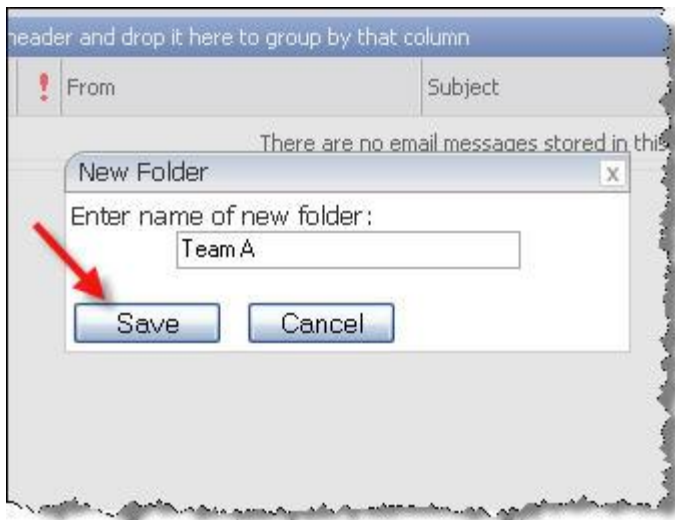 header and drop it here to group by that column
! From Subject
There are no email messages stored in this
New Folder x
Enter name of new folder:
Team A
Save Cancel